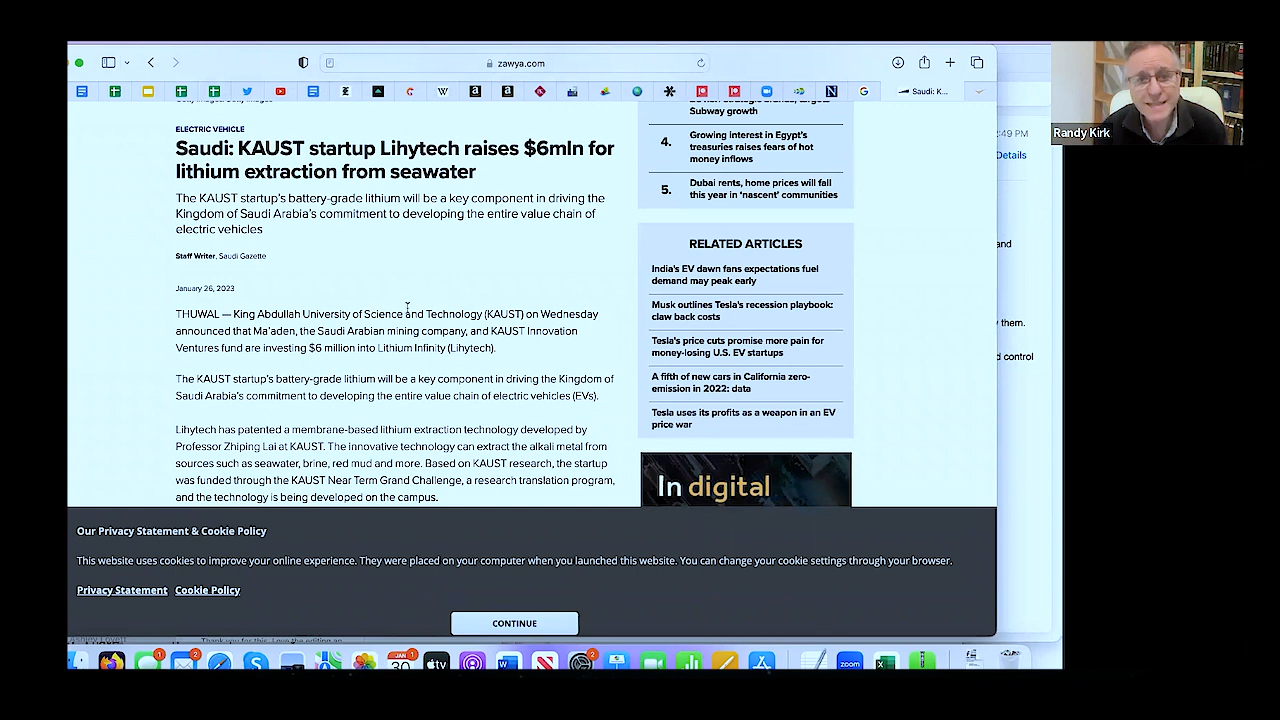 zawya.com
Saudi: K...
ELECTRIC VEHICLE
Saudi: KAUST startup Lihytech raises $6mln for
lithium extraction from seawater
The KAUST startup's battery-grade lithium will be a key component in driving the
Kingdom of Saudi Arabia's commitment to developing the entire value chain of
electric vehicles
Staff Writer, Saudi Gazette
January 26, 2023
THUWAL — King Abdullah University of Science and Technology (KAUST) on Wednesday
announced that Ma'aden, the Saudi Arabian mining company, and KAUST Innovation
Ventures fund are investing $6 million into Lithium Infinity (Lihytech).
The KAUST startup's battery-grade lithium will be a key component in driving the Kingdom of
Saudi Arabia's commitment to developing the entire value chain of electric vehicles (EVs).
Lihytech has patented a membrane-based lithium extraction technology developed by
Professor Zhiping Lai at KAUST. The innovative technology can extract the alkali metal from
sources such as seawater, brine, red mud and more. Based on KAUST research, the startup
was funded through the KAUST Near Term Grand Challenge, a research translation program,
and the technology is being developed on the campus.
Subway growth
4.
Growing interest in Egypt's
treasuries raises fears of hot
money inflows
5.
Dubai rents, home prices will fall
this year in 'nascent' communities
RELATED ARTICLES
India's EV dawn fans expectations fuel
demand may peak early
Musk outlines Tesla's recession playbook:
claw back costs
Tesla's price cuts promise more pain for
money-losing U.S. EV startups
A fifth of new cars in California zero-
emission in 2022: data
Tesla uses its profits as a weapon in an EV
price war
In digital
:49 PM
Details
and
them.
control
Randy Kirk
Our Privacy Statement & Cookie Policy
This website uses cookies to improve your online experience. They were placed on your computer when you launched this website. You can change your cookie settings through your browser.
Privacy Statement Cookie Policy
CONTINUE
JAN
30
tv
zoom